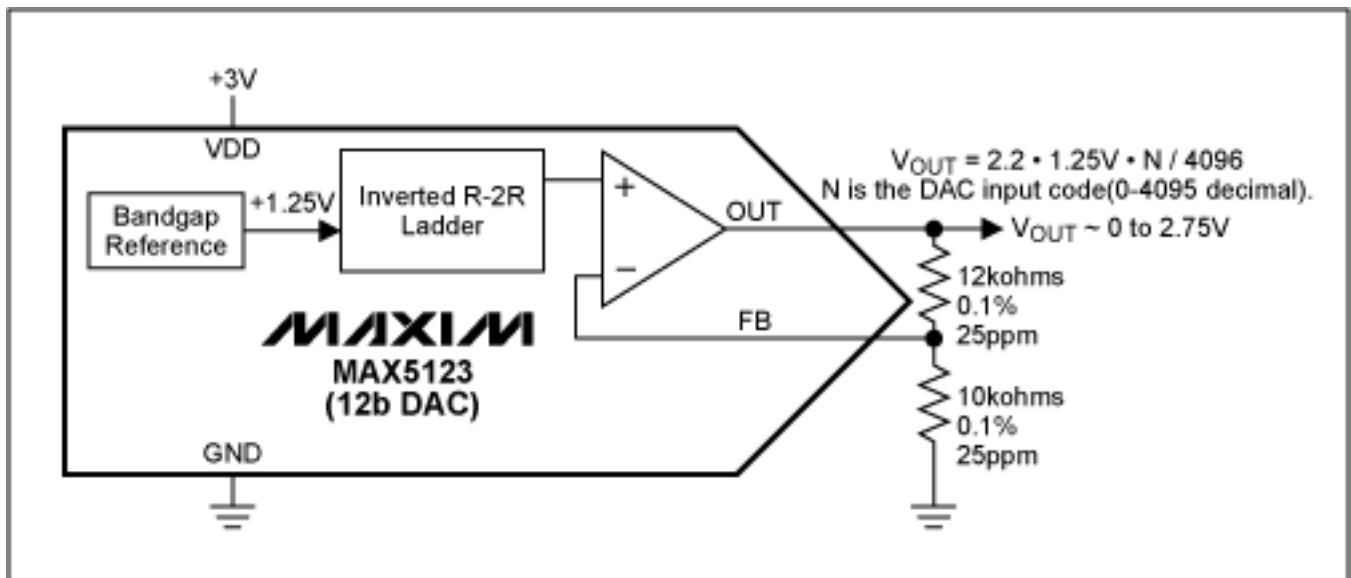 +3V
VDD
Bandgap
Reference
+1.25V
Inverted R-2R
Ladder
+
−
OUT
FB
MAXIM
MAX5123
(12b DAC)
GND
VOUT = 2.2 • 1.25V • N / 4096
N is the DAC input code(0-4095 decimal).
VOUT ~ 0 to 2.75V
12kohms
0.1%
25ppm
10kohms
0.1%
25ppm